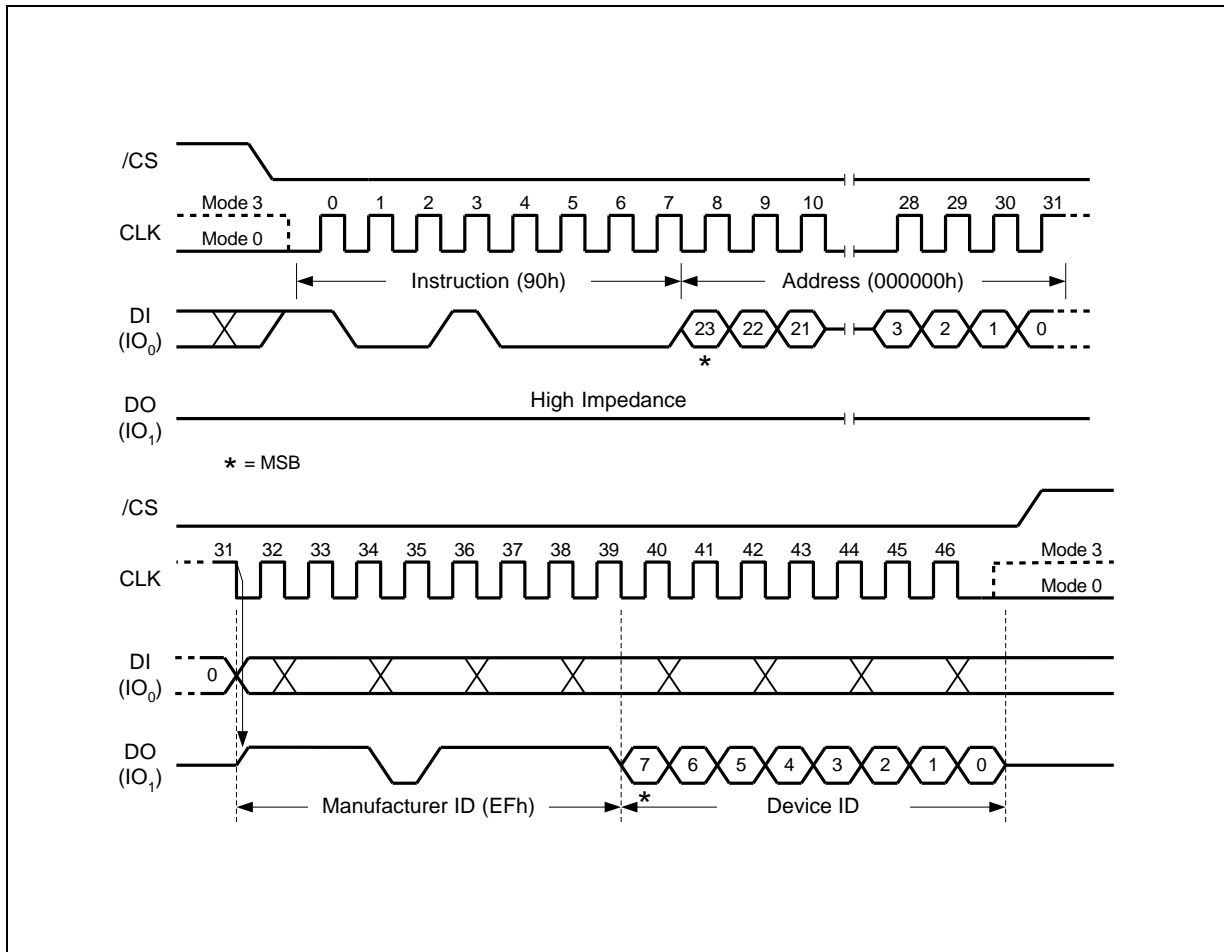 /CS
Mode 3
0 1 2 3 4 5 6 7 8 9 10 28 29 30 31
CLK
Mode 0
Instruction (90h) Address (000000h)
DI
(IO0)
23 22 21 3 2 1 0
*
DO
(IO1)
High Impedance
* = MSB
/CS
31 32 33 34 35 36 37 38 39 40 41 42 43 44 45 46
Mode 3
CLK
Mode 0
DI
(IO0)
0
DO
(IO1)
7 6 5 4 3 2 1 0
*
Manufacturer ID (EFh) Device ID